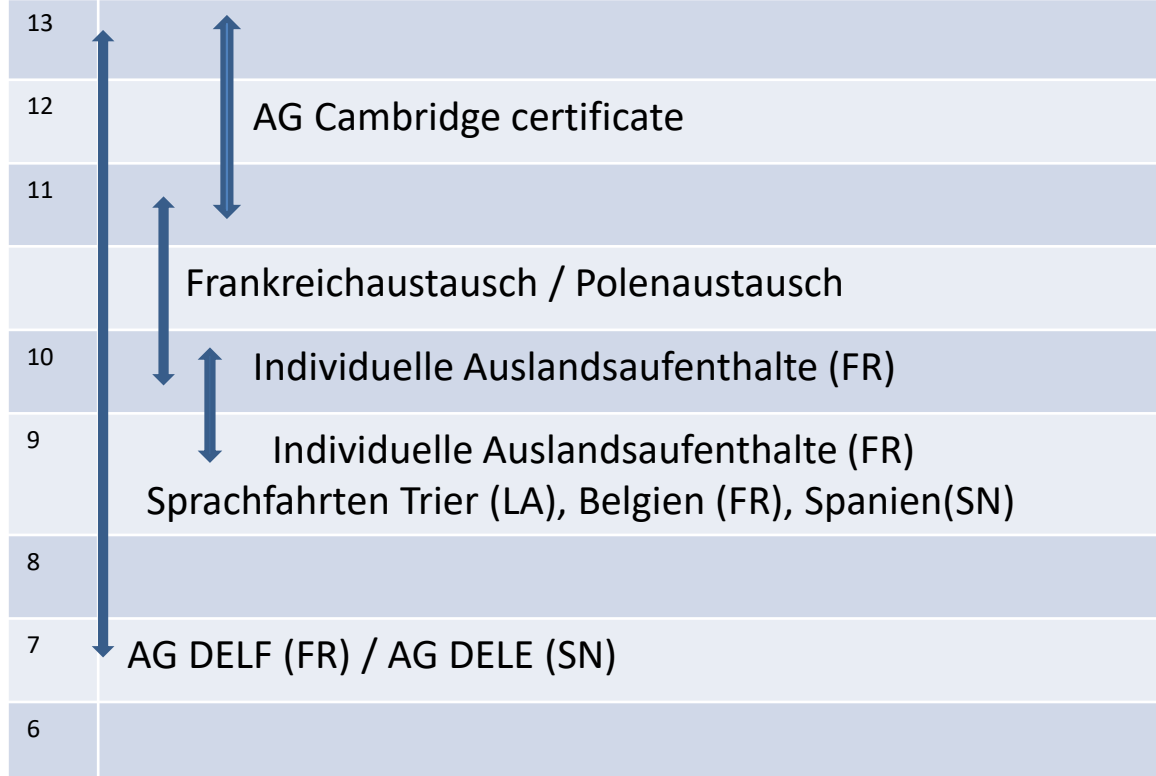 13
12
AG Cambridge certificate
11
Frankreichaustausch / Polenaustausch
10
Individuelle Auslandsaufenthalte (FR)
9
Individuelle Auslandsaufenthalte (FR)
Sprachfahrten Trier (LA), Belgien (FR), Spanien(SN)
8
7
AG DELF (FR) / AG DELE (SN)
6